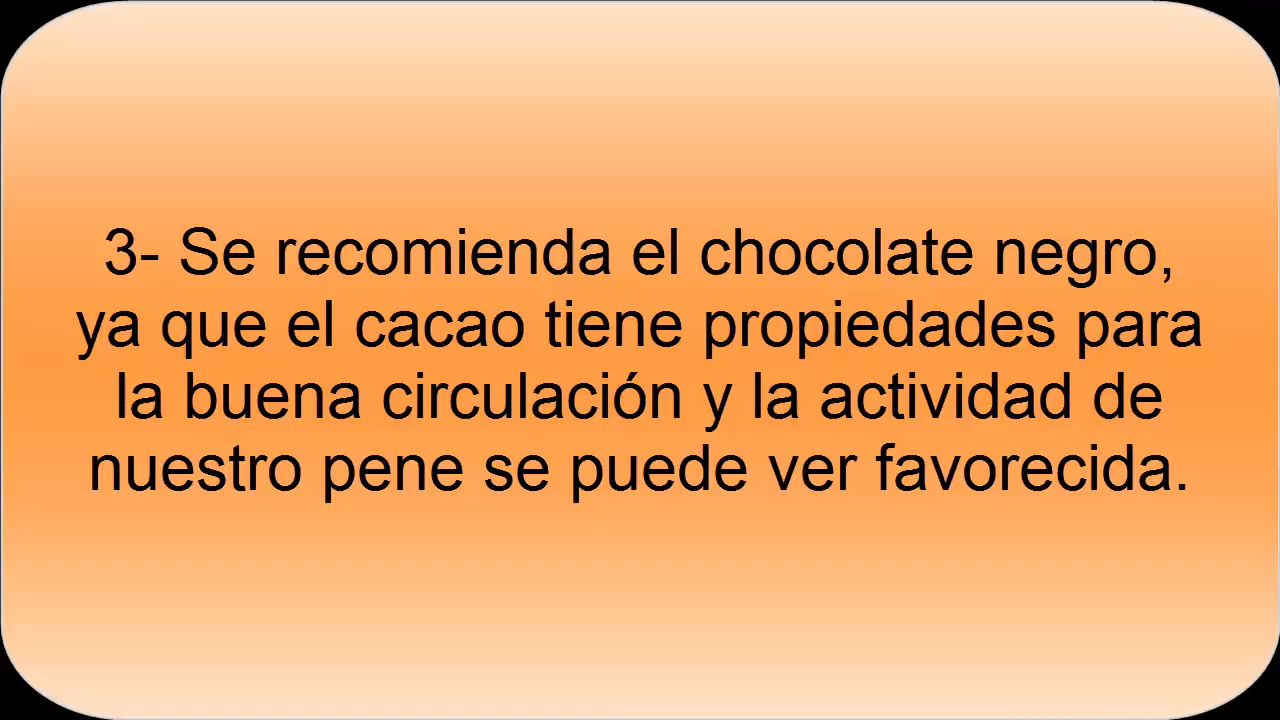 3- Se recomienda el chocolate negro,
ya que el cacao tiene propiedades para
la buena circulación y la actividad de
nuestro pene se puede ver favorecida.